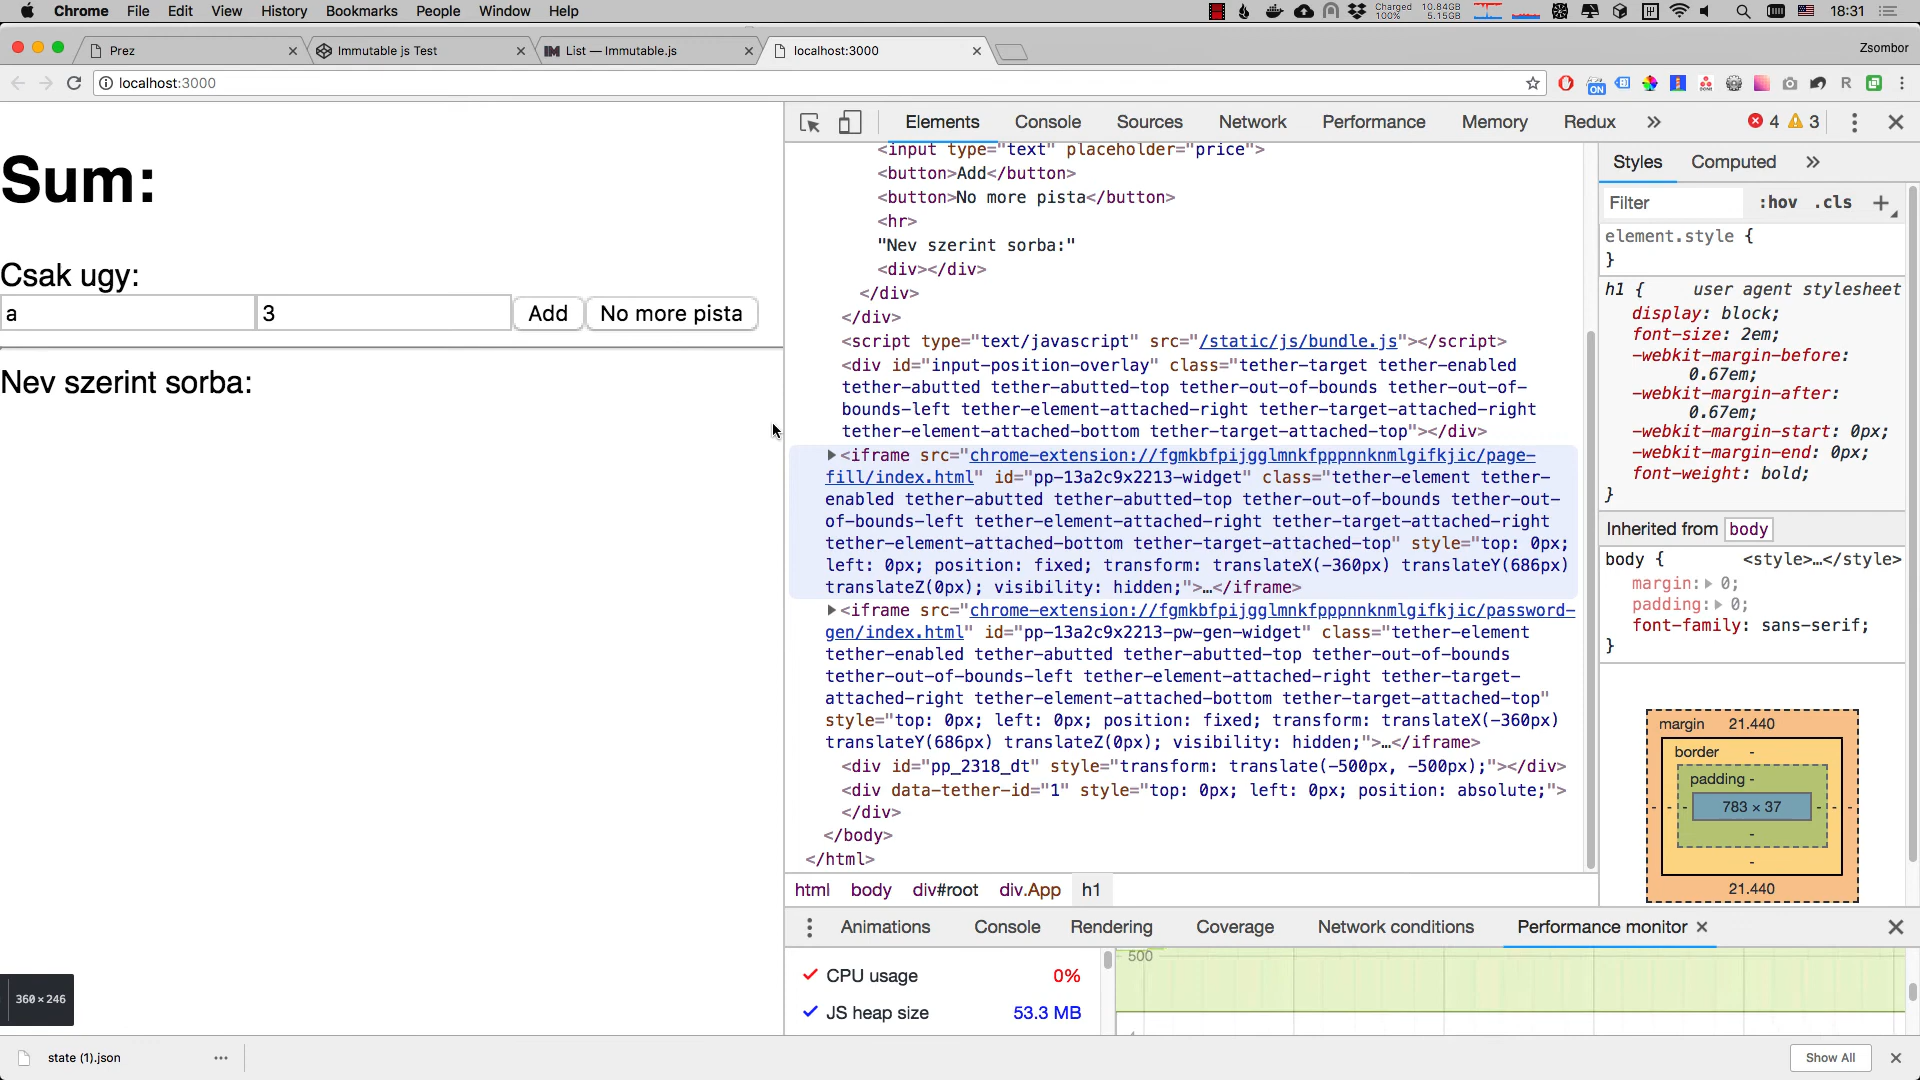 Chrome File Edit View History Bookmarks People Window Help Charged 100% 10.84GB 5.15GB 18:31
Prez Immutable js Test List — Immutable.js localhost:3000 Zsombor
localhost:3000 ON R
Elements Console Sources Network Performance Memory Redux » 4 3
Sum:
Csak ugy:
a 3 Add No more pista
Nev szerint sorba:
360 × 246
<input type="text" placeholder="price">
<button>Add</button>
<button>No more pista</button>
<hr>
"Nev szerint sorba:"
<div></div>
</div>
</div>
<script type="text/javascript" src="/static/js/bundle.js"></script>
<div id="input-position-overlay" class="tether-target tether-enabled
tether-abutted tether-abutted-top tether-out-of-bounds tether-out-of-
bounds-left tether-element-attached-right tether-target-attached-right
tether-element-attached-bottom tether-target-attached-top"></div>
<iframe src="chrome-extension://fgmkbfpijgglmnkfpppnnknmlgifkjic/page-
fill/index.html" id="pp-13a2c9x2213-widget" class="tether-element tether-
enabled tether-abutted tether-abutted-top tether-out-of-bounds tether-out-
of-bounds-left tether-element-attached-right tether-target-attached-right
tether-element-attached-bottom tether-target-attached-top" style="top: 0px;
left: 0px; position: fixed; transform: translateX(-360px) translateY(686px)
translateZ(0px); visibility: hidden;">…</iframe>
<iframe src="chrome-extension://fgmkbfpijgglmnkfpppnnknmlgifkjic/password-
gen/index.html" id="pp-13a2c9x2213-pw-gen-widget" class="tether-element
tether-enabled tether-abutted tether-abutted-top tether-out-of-bounds
tether-out-of-bounds-left tether-element-attached-right tether-target-
attached-right tether-element-attached-bottom tether-target-attached-top"
style="top: 0px; left: 0px; position: fixed; transform: translateX(-360px)
translateY(686px) translateZ(0px); visibility: hidden;">…</iframe>
<div id="pp_2318_dt" style="transform: translate(-500px, -500px);"></div>
<div data-tether-id="1" style="top: 0px; left: 0px; position: absolute;">
</div>
</body>
</html>
html body div#root div.App h1
Styles Computed »
Filter :hov .cls +
element.style {
}
h1 { user agent stylesheet
display: block;
font-size: 2em;
-webkit-margin-before:
0.67em;
-webkit-margin-after:
0.67em;
-webkit-margin-start: 0px;
-webkit-margin-end: 0px;
font-weight: bold;
}
Inherited from body
body { <style>…</style>
margin: 0;
padding: 0;
font-family: sans-serif;
}
margin 21.440
border -
padding -
- - - 783 × 37 - - -
-
-
21.440
Animations Console Rendering Coverage Network conditions Performance monitor
CPU usage 0%
JS heap size 53.3 MB
500
state (1).json Show All